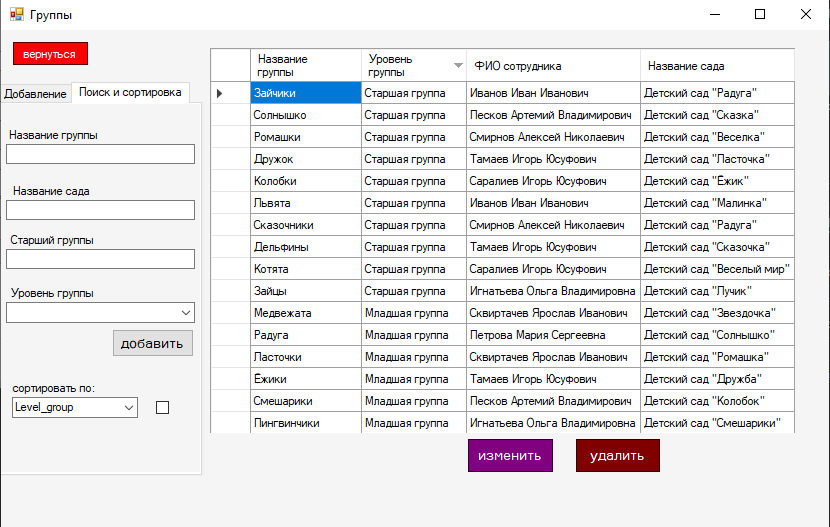 Группы
вернуться
Добавление
Поиск и сортировка
Название группы
Название сада
Старший группы
Уровень группы
добавить
сортировать по:
Level_group
Название группы Уровень группы ФИО сотрудника Название сада
Зайчики Старшая группа Иванов Иван Иванович Детский сад "Радуга"
Солнышко Старшая группа Песков Артемий Владимирович Детский сад "Сказка"
Ромашки Старшая группа Смирнов Алексей Николаевич Детский сад "Веселка"
Дружок Старшая группа Тамаев Игорь Юсуфович Детский сад "Ласточка"
Колобки Старшая группа Саралиев Игорь Юсуфович Детский сад "Ёжик"
Львята Старшая группа Иванов Иван Иванович Детский сад "Малинка"
Сказочники Старшая группа Смирнов Алексей Николаевич Детский сад "Радуга"
Дельфины Старшая группа Тамаев Игорь Юсуфович Детский сад "Сказочка"
Котята Старшая группа Саралиев Игорь Юсуфович Детский сад "Веселый мир"
Зайцы Старшая группа Игнатьева Ольга Владимировна Детский сад "Лучик"
Медвежата Младшая группа Сквиртачев Ярослав Иванович Детский сад "Звездочка"
Радуга Младшая группа Петрова Мария Сергеевна Детский сад "Солнышко"
Ласточки Младшая группа Сквиртачев Ярослав Иванович Детский сад "Ромашка"
Ёжики Младшая группа Тамаев Игорь Юсуфович Детский сад "Дружба"
Смешарики Младшая группа Песков Артемий Владимирович Детский сад "Колобок"
Пингвинчики Младшая группа Игнатьева Ольга Владимировна Детский сад "Смешарики"
изменить
удалить